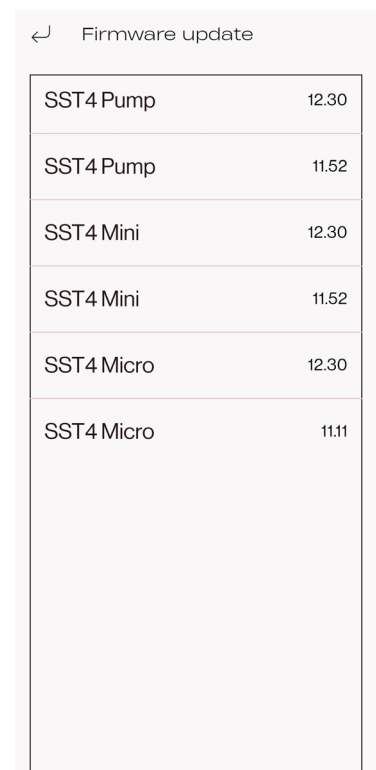 Firmware update
SST4 Pump 12.30
SST4 Pump 11.52
SST4 Mini 12.30
SST4 Mini 11.52
SST4 Micro 12.30
SST4 Micro 11.11